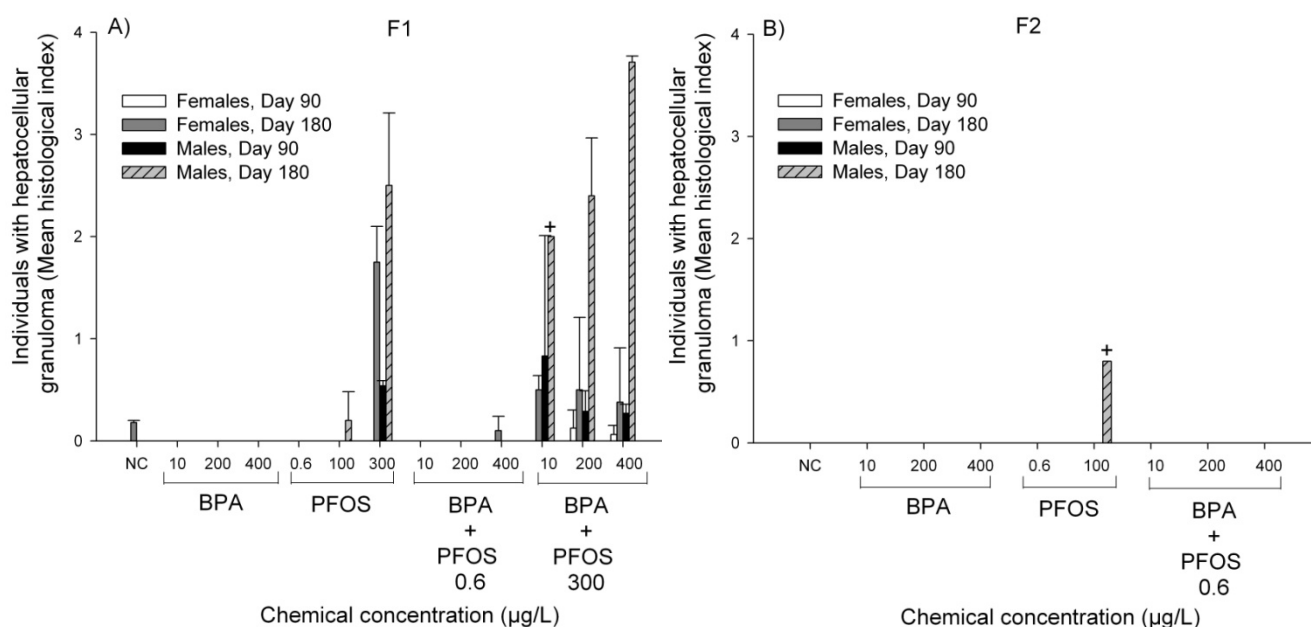 A) F1
Individuals with hepatocellular
granuloma (Mean histological index)
4
3
2
1
0
Females, Day 90
Females, Day 180
Males, Day 90
Males, Day 180
+
NC 10 200 400 0.6 100 300 10 200 400 10 200 400
BPA PFOS BPA BPA
+ +
PFOS PFOS
0.6 300
Chemical concentration (µg/L)
B) F2
Individuals with hepatocellular
granuloma (Mean histological index)
4
3
2
1
0
Females, Day 90
Females, Day 180
Males, Day 90
Males, Day 180
+
NC 10 200 400 0.6 100 10 200 400
BPA PFOS BPA
+
PFOS
0.6
Chemical concentration (µg/L)